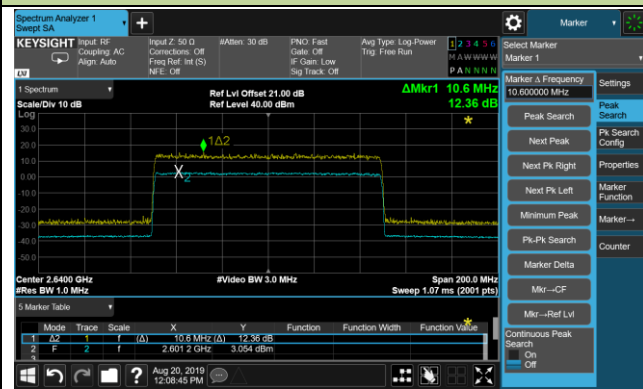 Spectrum Analyzer 1
Swept SA
+
Marker
KEYSIGHT Input: RF Input Z: 50 Ω #Atten: 30 dB PNO: Fast Avg Type: Log-Power 1 2 3 4 5 6
Coupling: AC Corrections: Off Gate: Off Trig: Free Run M A W W W W
Align: Auto Freq Ref: Int (S) IF Gain: Low
NFE: Off Sig Track: Off P A N N N N
LXI
Select Marker
Marker 1
1 Spectrum
Scale/Div 10 dB
Log
Ref Lvl Offset 21.00 dB
Ref Level 40.00 dBm
ΔMkr1 10.6 MHz
12.36 dB
30.0
20.0
10.0
0.00
-10.0
-20.0
-30.0
-40.0
-50.0
1Δ2
X2
Center 2.6400 GHz #Video BW 3.0 MHz Span 200.0 MHz
#Res BW 1.0 MHz Sweep 1.07 ms (2001 pts)
5 Marker Table
Mode Trace Scale X Y Function Function Width Function Value
1 Δ2 1 f (Δ) 10.6 MHz (Δ) 12.36 dB
2 F 2 f 2.601 2 GHz 3.054 dBm
3
Marker Δ Frequency
10.600000 MHz
Peak Search
Next Peak
Next Pk Right
Next Pk Left
Minimum Peak
Pk-Pk Search
Marker Delta
Mkr→CF
Mkr→Ref Lvl
Continuous Peak
Search
On
Off
Settings
Peak
Search
Pk Search
Config
Properties
Marker
Function
Marker→
Counter
?
Aug 20, 2019
12:08:45 PM